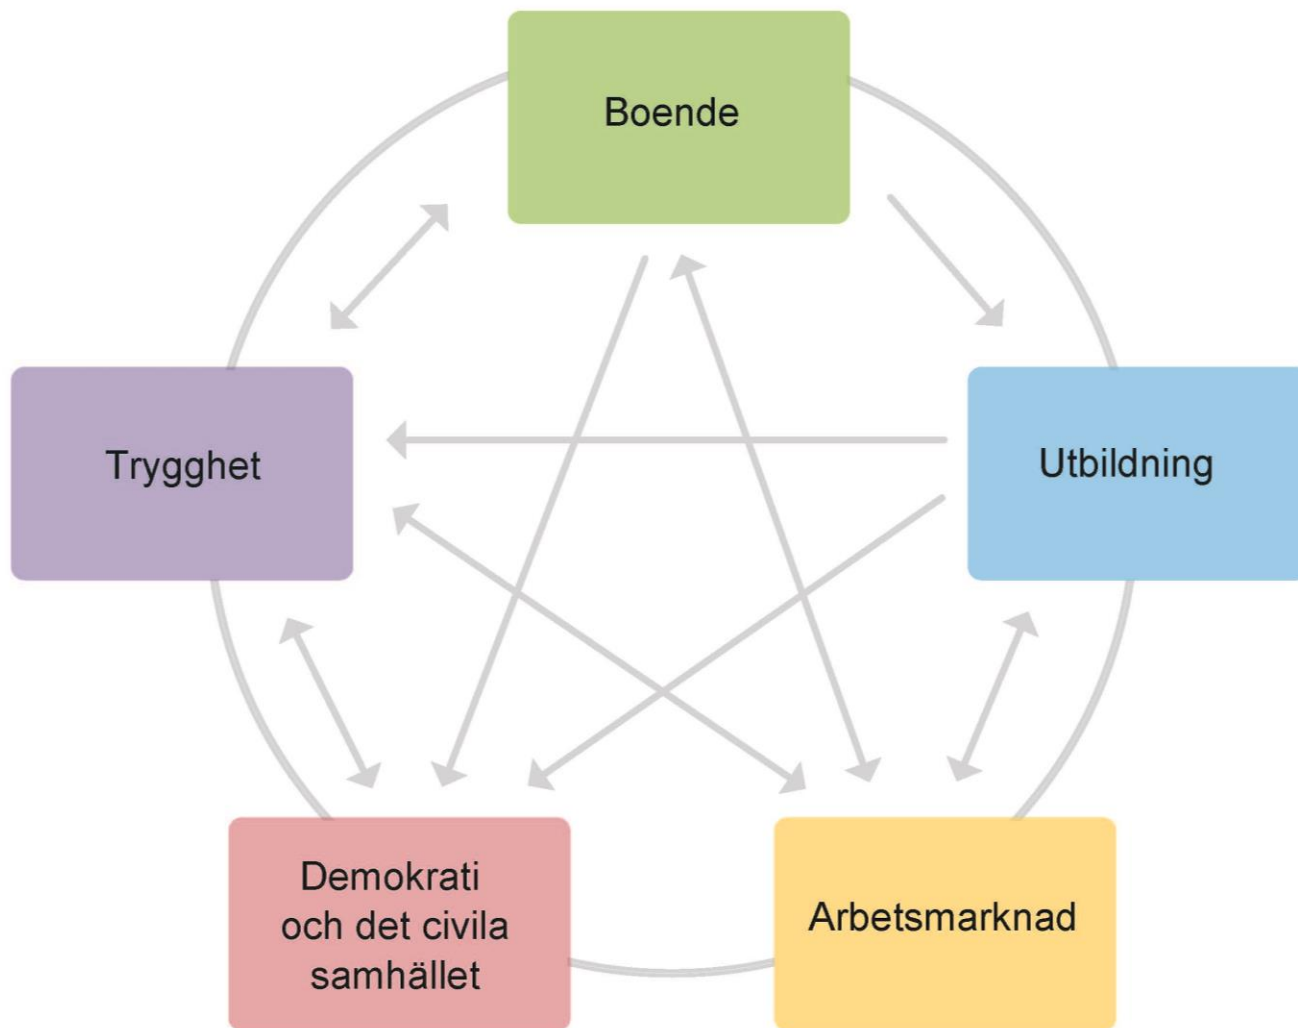 Boende
Trygghet
Utbildning
Demokrati
och det civila
samhället
Arbetsmarknad